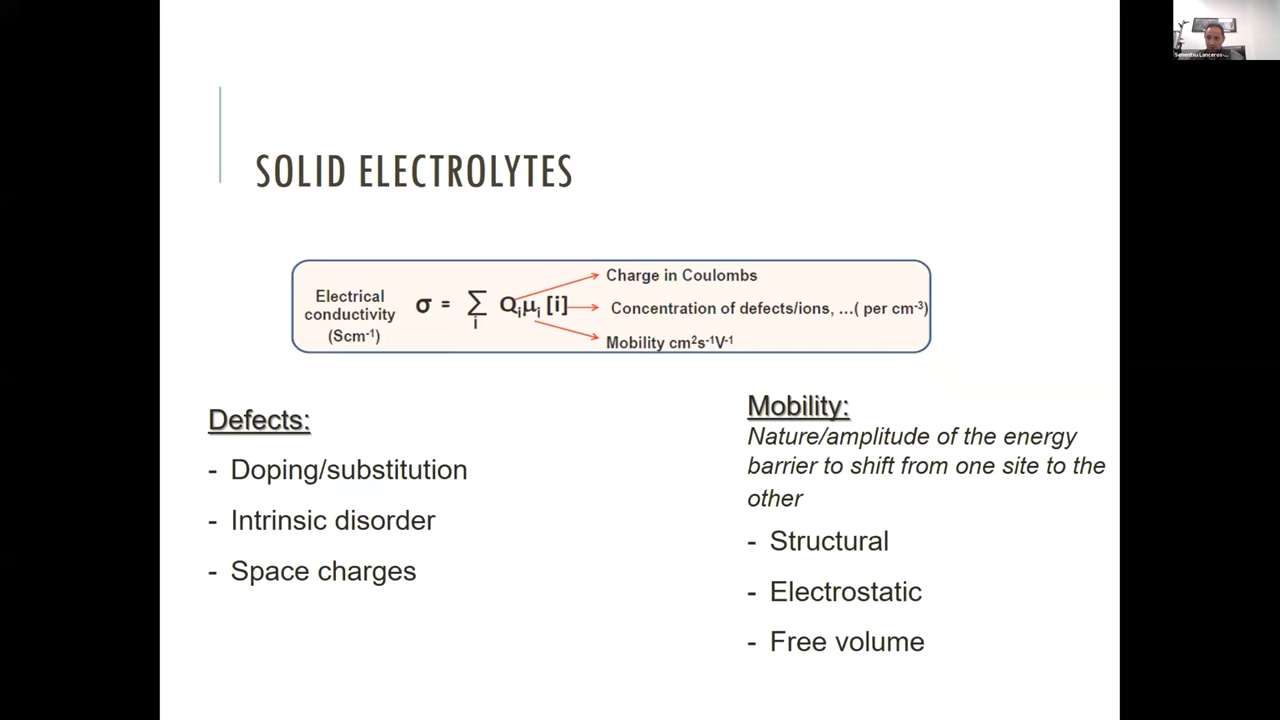 Senentxu Lanceros-...
SOLID ELECTROLYTES
Electrical
conductivity
(Scm⁻¹)
σ = ∑ Qᵢμᵢ [i]
i
Charge in Coulombs
Concentration of defects/ions, ...( per cm⁻³)
Mobility cm²s⁻¹V⁻¹
Defects:
- Doping/substitution
- Intrinsic disorder
- Space charges
Mobility:
Nature/amplitude of the energy
barrier to shift from one site to the
other
- Structural
- Electrostatic
- Free volume